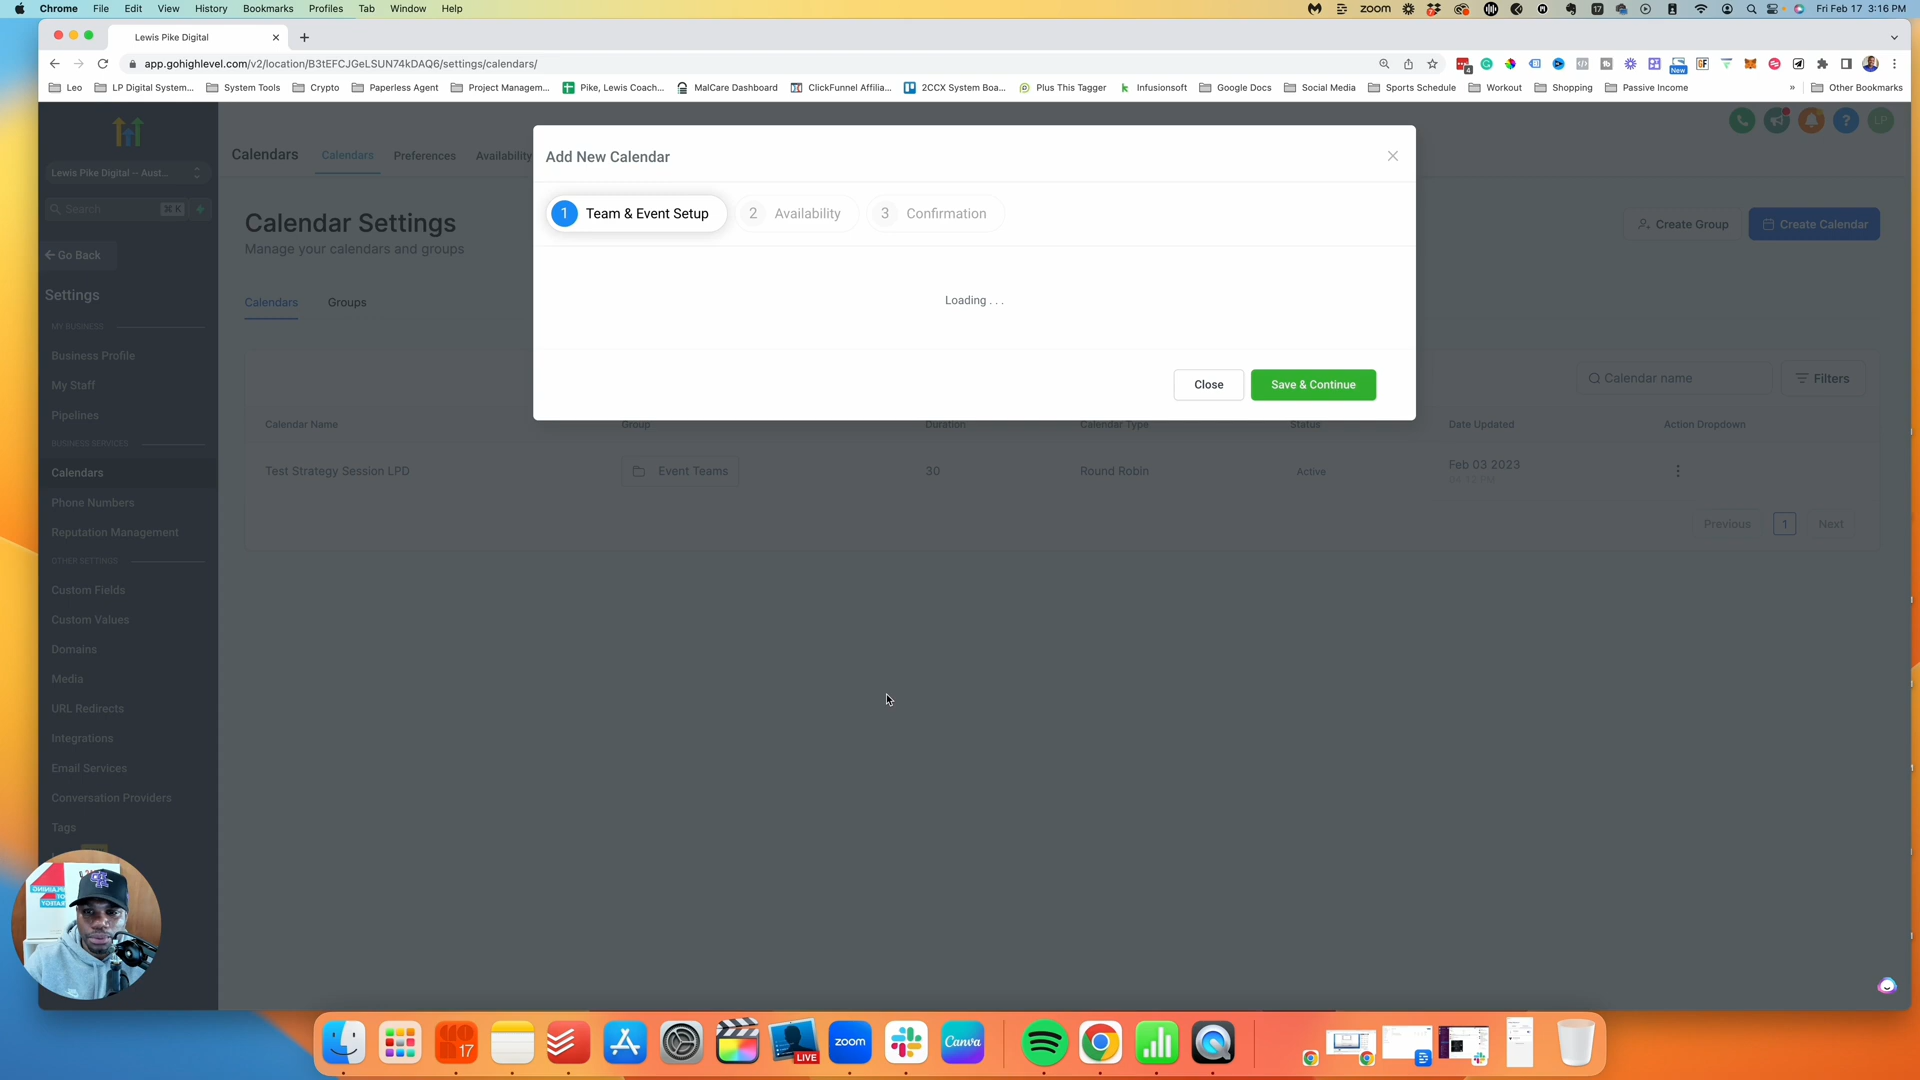 Chrome File Edit View History Bookmarks Profiles Tab Window Help zoom 17 Fri Feb 17 3:16 PM
Lewis Pike Digital
app.gohighlevel.com/v2/location/B3tEFCJGeLSUN74kDAQ6/settings/calendars/
Leo LP Digital System... System Tools Crypto Paperless Agent Project Managem... Pike, Lewis Coach... MalCare Dashboard ClickFunnel Affilia... 2CCX System Boa... Plus This Tagger Infusionsoft Google Docs Social Media Sports Schedule Workout Shopping Passive Income » Other Bookmarks
Calendars Calendars Preferences Availability
LP
Lewis Pike Digital -- Aust...
Search ⌘K
Go Back
Settings
MY BUSINESS
Business Profile
My Staff
Pipelines
BUSINESS SERVICES
Calendars
Phone Numbers
Reputation Management
OTHER SETTINGS
Custom Fields
Custom Values
Domains
Media
URL Redirects
Integrations
Email Services
Conversation Providers
Tags
Calendar Settings
Manage your calendars and groups
Create Group Create Calendar
Calendars Groups
Calendar name Filters
Calendar Name Group Duration Calendar Type Status Date Updated Action Dropdown
Test Strategy Session LPD Event Teams 30 Round Robin Active Feb 03 2023
Previous 1 Next
Add New Calendar
1 Team & Event Setup 2 Availability 3 Confirmation
Loading . . .
Close Save & Continue
17 LIVE zoom Canva